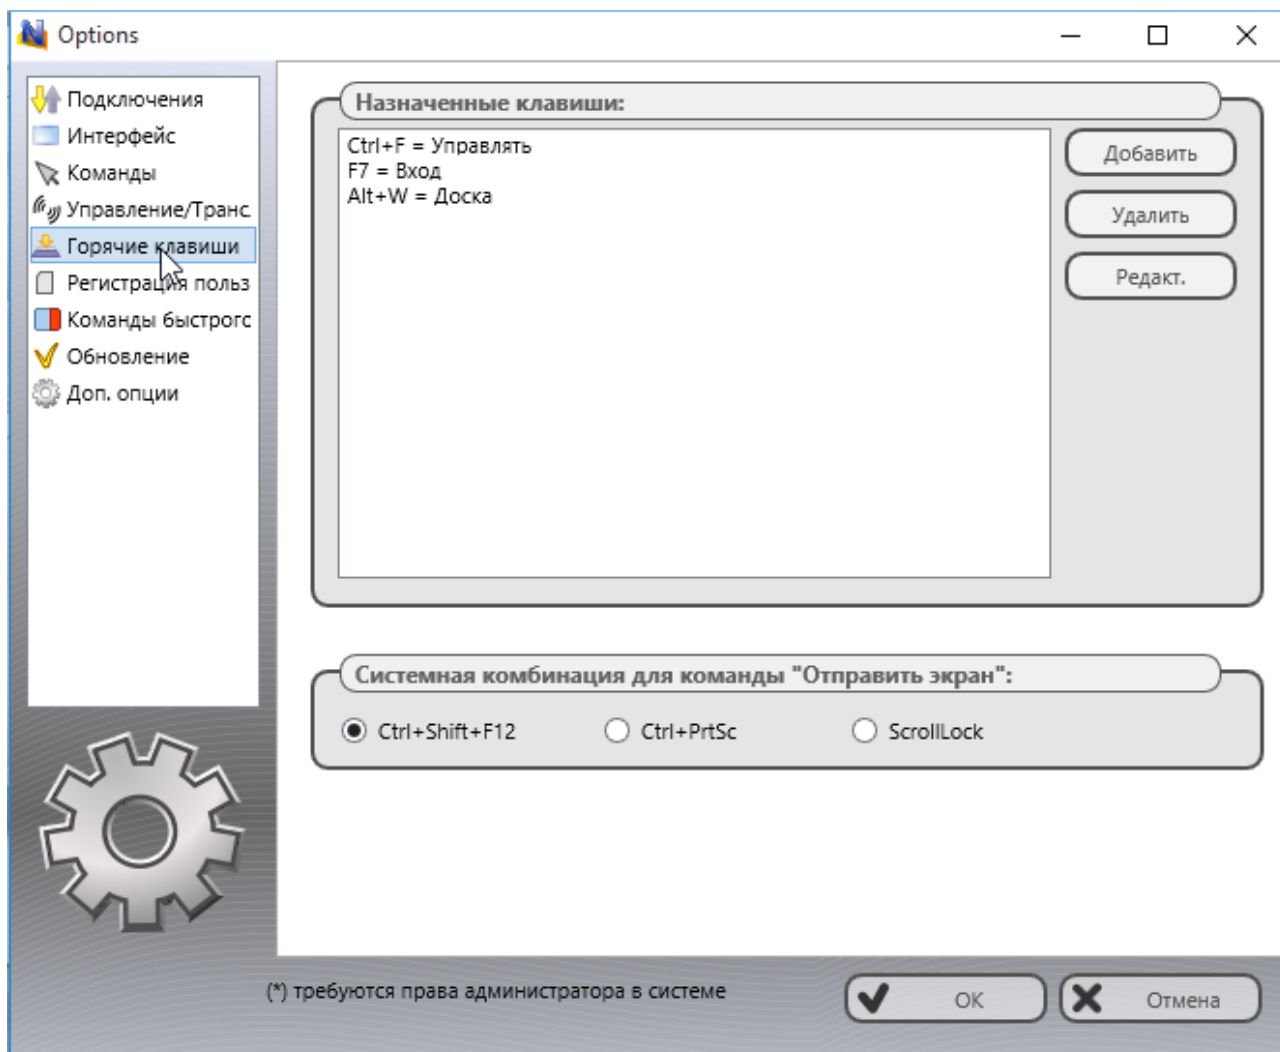 Options
Подключения
Интерфейс
Команды
Управление/Транс
Горячие клавиши
Регистрация польз
Команды быстрого
Обновление
Доп. опции
Назначенные клавиши:
Ctrl+F = Управлять
F7 = Вход
Alt+W = Доска
Добавить
Удалить
Редакт.
Системная комбинация для команды "Отправить экран":
Ctrl+Shift+F12
Ctrl+PrtSc
ScrollLock
(*) требуются права администратора в системе
ОК
Отмена